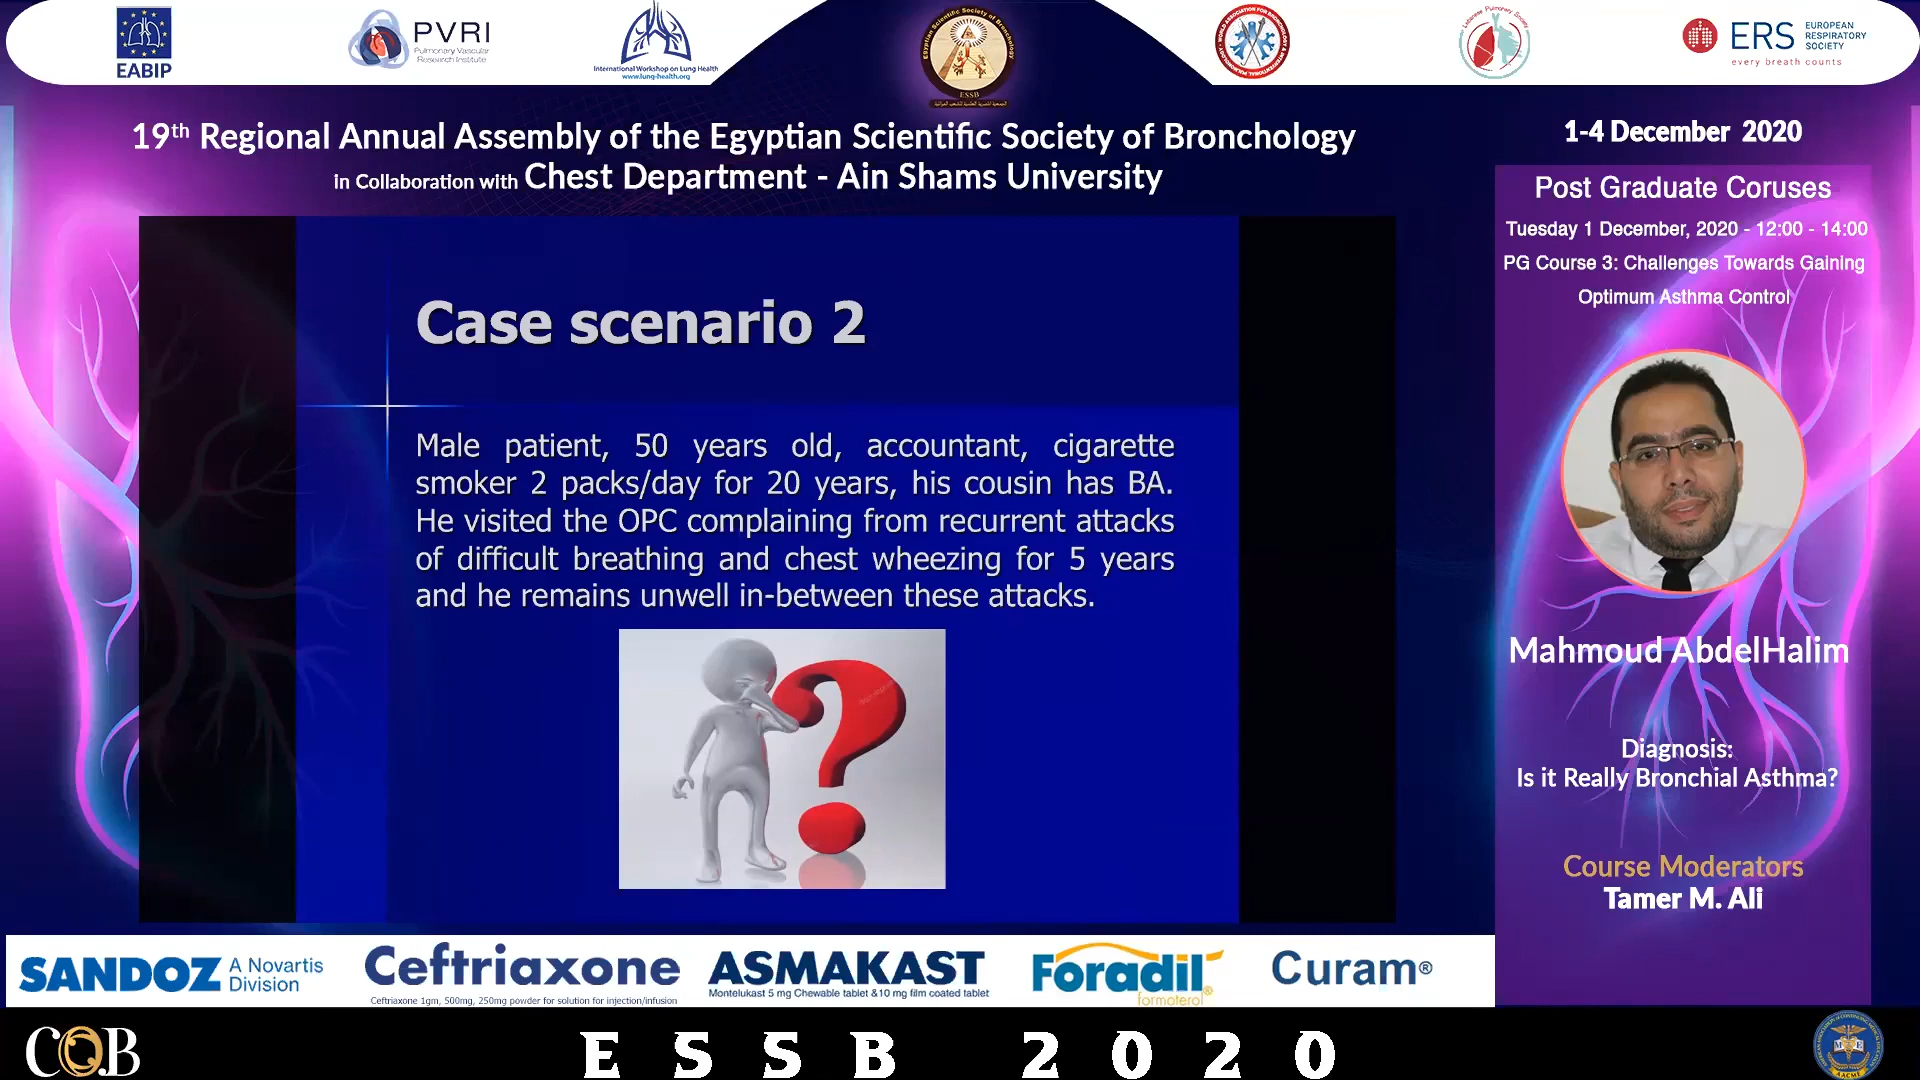 EABIP
PVRI
Pulmonary Vascular
Research Institute
International Workshop on Lung Health
www.lung-health.org
Egyptian Scientific Society of Bronchology
ESSB
ERS
EUROPEAN
RESPIRATORY
SOCIETY
every breath counts
19th Regional Annual Assembly of the Egyptian Scientific Society of Bronchology
in Collaboration with Chest Department - Ain Shams University
1-4 December 2020
Post Graduate Coruses
Tuesday 1 December, 2020 - 12:00 - 14:00
PG Course 3: Challenges Towards Gaining
Optimum Asthma Control
Case scenario 2
Male patient, 50 years old, accountant, cigarette
smoker 2 packs/day for 20 years, his cousin has BA.
He visited the OPC complaining from recurrent attacks
of difficult breathing and chest wheezing for 5 years
and he remains unwell in-between these attacks.
Mahmoud AbdelHalim
Diagnosis:
Is it Really Bronchial Asthma?
Course Moderators
Tamer M. Ali
SANDOZ A Novartis
Division
Ceftriaxone
Ceftriaxone 1gm, 500mg, 250mg powder for solution for injection/infusion
ASMAKAST
Montelukast 5 mg Chewable tablet &10 mg film coated tablet
Foradil®
formoterol
Curam®
CQB
ESSB 2020